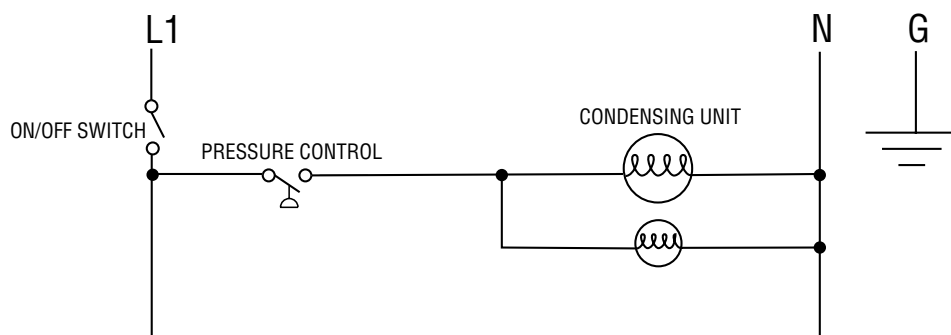 L1
N
G
ON/OFF SWITCH
PRESSURE CONTROL
CONDENSING UNIT